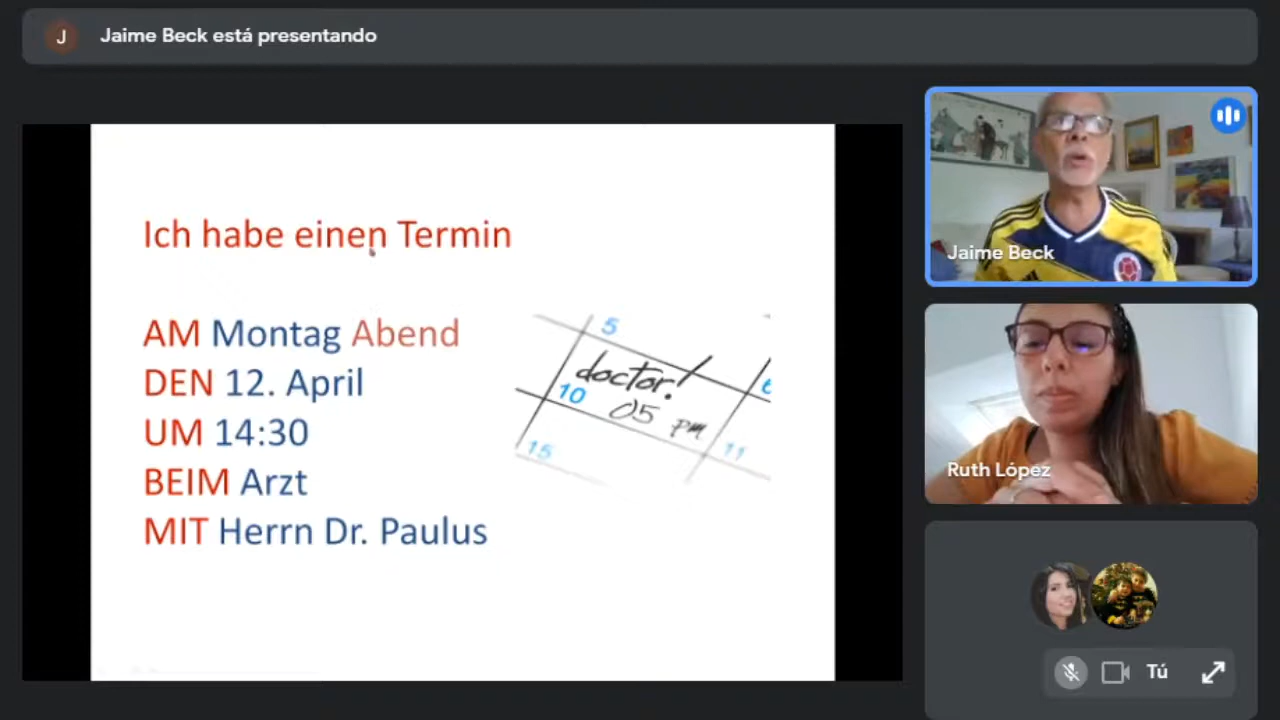 J
Jaime Beck está presentando
Ich habe einen Termin
AM Montag Abend
DEN 12. April
UM 14:30
BEIM Arzt
MIT Herrn Dr. Paulus
5
doctor!
10
05 pm
15
11
Jaime Beck
Ruth López
Tú